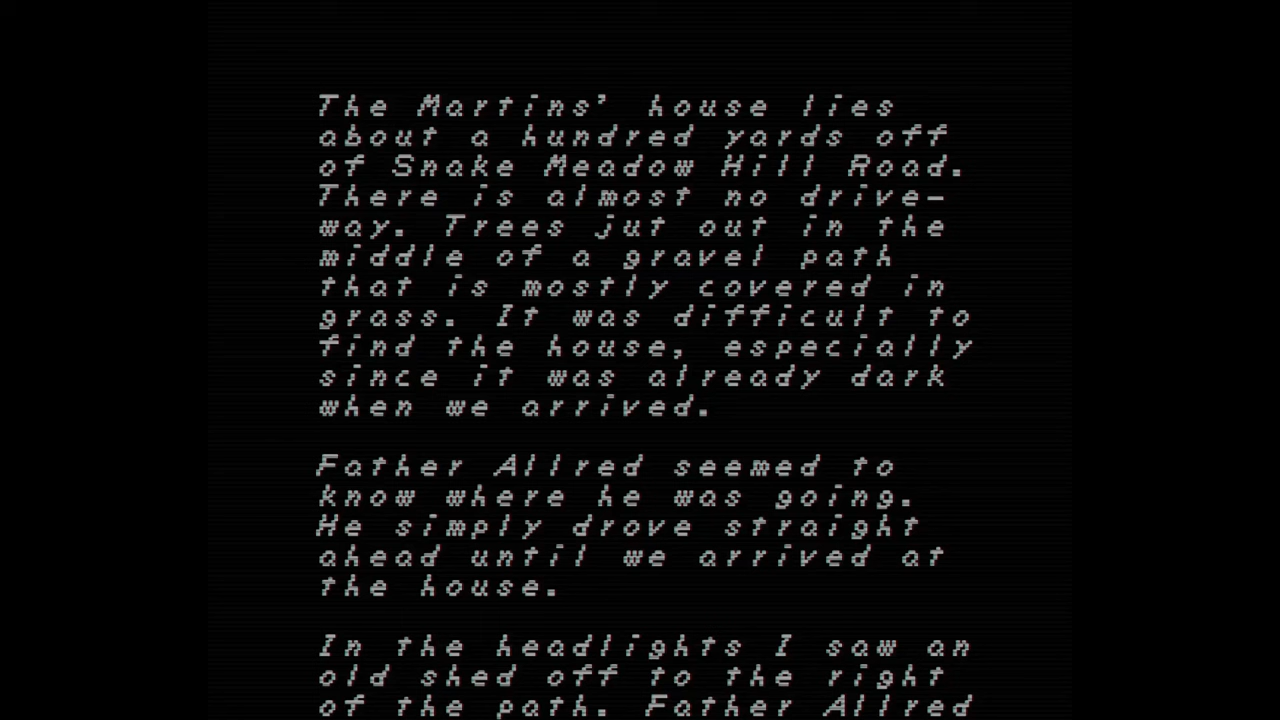 The Martins' house lies
about a hundred yards off
of Snake Meadow Hill Road.
There is almost no drive-
way. Trees jut out in the
middle of a gravel path
that is mostly covered in
grass. It was difficult to
find the house, especially
since it was already dark
when we arrived.
Father Allred seemed to
know where he was going.
He simply drove straight
ahead until we arrived at
the house.
In the headlights I saw an
old shed off to the right
of the path. Father Allred